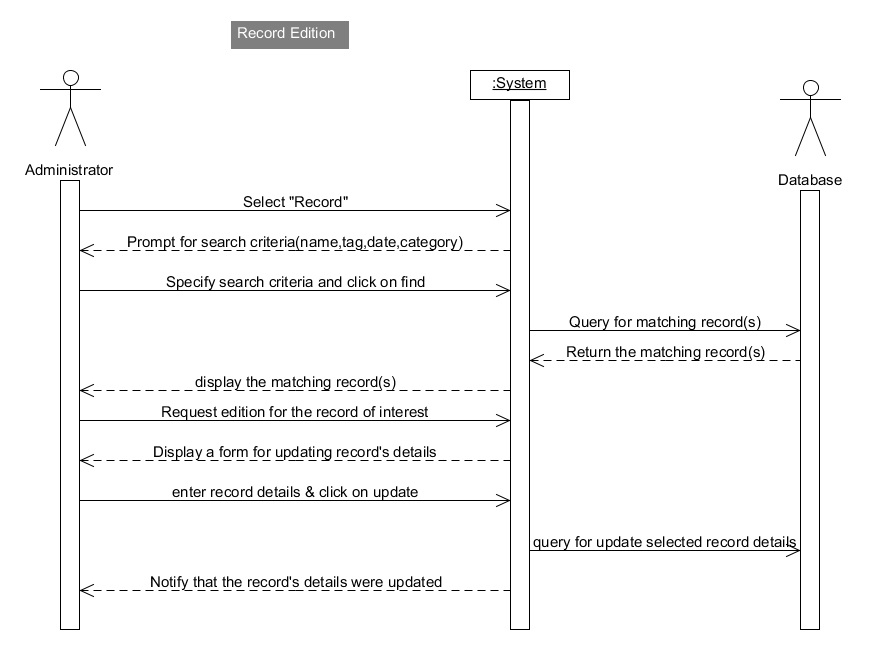 Record Edition
:System
Administrator
Database
Select "Record"
Prompt for search criteria(name,tag,date,category)
Specify search criteria and click on find
Query for matching record(s)
Return the matching record(s)
display the matching record(s)
Request edition for the record of interest
Display a form for updating record's details
enter record details & click on update
query for update selected record details
Notify that the record's details were updated